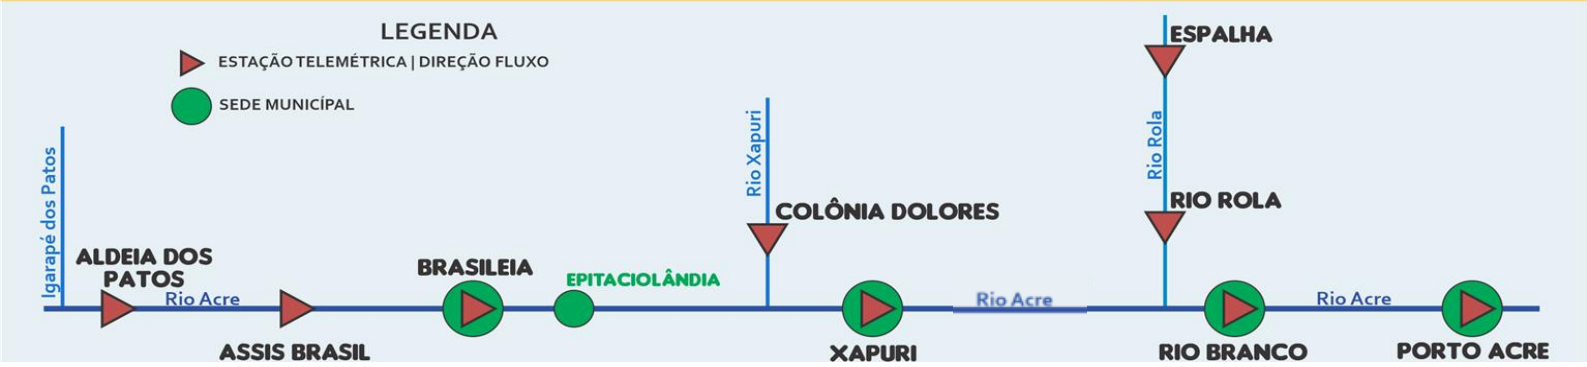 LEGENDA
ESTAÇÃO TELEMÉTRICA | DIREÇÃO FLUXO
SEDE MUNICÍPAL
Igarapé dos Patos
ALDEIA DOS
PATOS
Rio Acre
ASSIS BRASIL
BRASILEIA
EPITACIOLÂNDIA
Rio Xapuri
COLÔNIA DOLORES
XAPURI
Rio Acre
ESPALHA
Rio Rola
RIO ROLA
RIO BRANCO
Rio Acre
PORTO ACRE